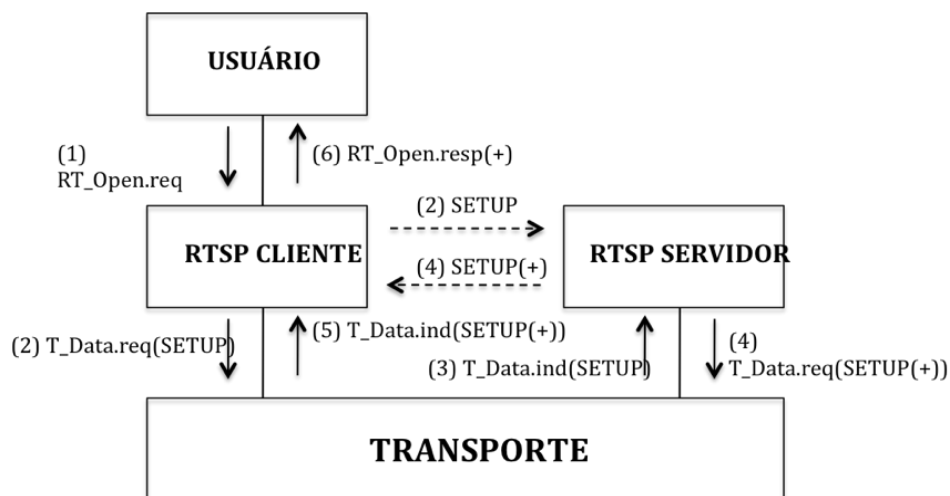 USUÁRIO
(1)
RT_Open.req
(6) RT_Open.resp(+)
(2) SETUP
RTSP CLIENTE
RTSP SERVIDOR
(4) SETUP(+)
(2) T_Data.req(SETUP)
(5) T_Data.ind(SETUP(+))
(3) T_Data.ind(SETUP)
(4)
T_Data.req(SETUP(+))
TRANSPORTE